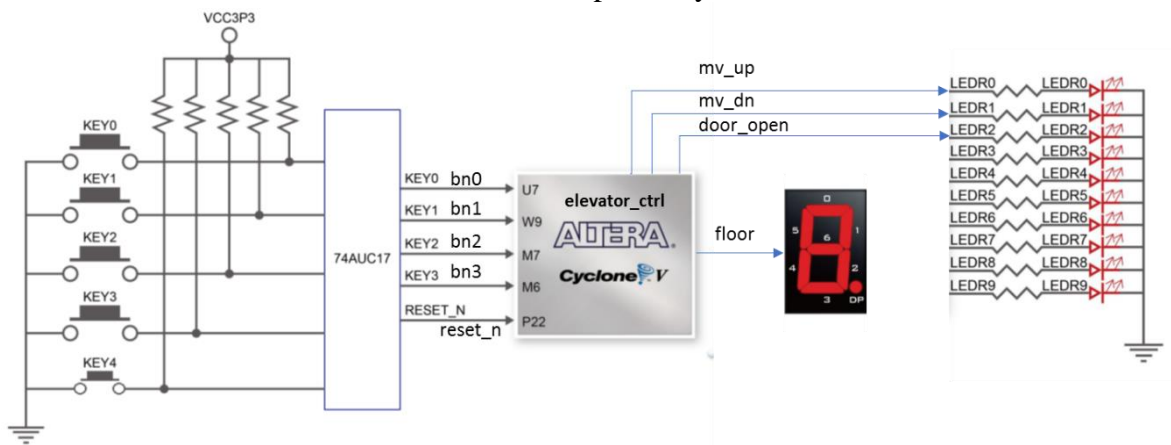 VCC3P3
KEY0
KEY1
KEY2
KEY3
KEY4
74AUC17
KEY0 bn0
KEY1 bn1
KEY2 bn2
KEY3 bn3
RESET_N
reset_n
U7
W9
M7
M6
P22
elevator_ctrl
ALTERA.
Cyclone V
mv_up
mv_dn
door_open
floor
0
5 6 1
4 2
3 DP
LEDR0 LEDR0
LEDR1 LEDR1
LEDR2 LEDR2
LEDR3 LEDR3
LEDR4 LEDR4
LEDR5 LEDR5
LEDR6 LEDR6
LEDR7 LEDR7
LEDR8 LEDR8
LEDR9 LEDR9